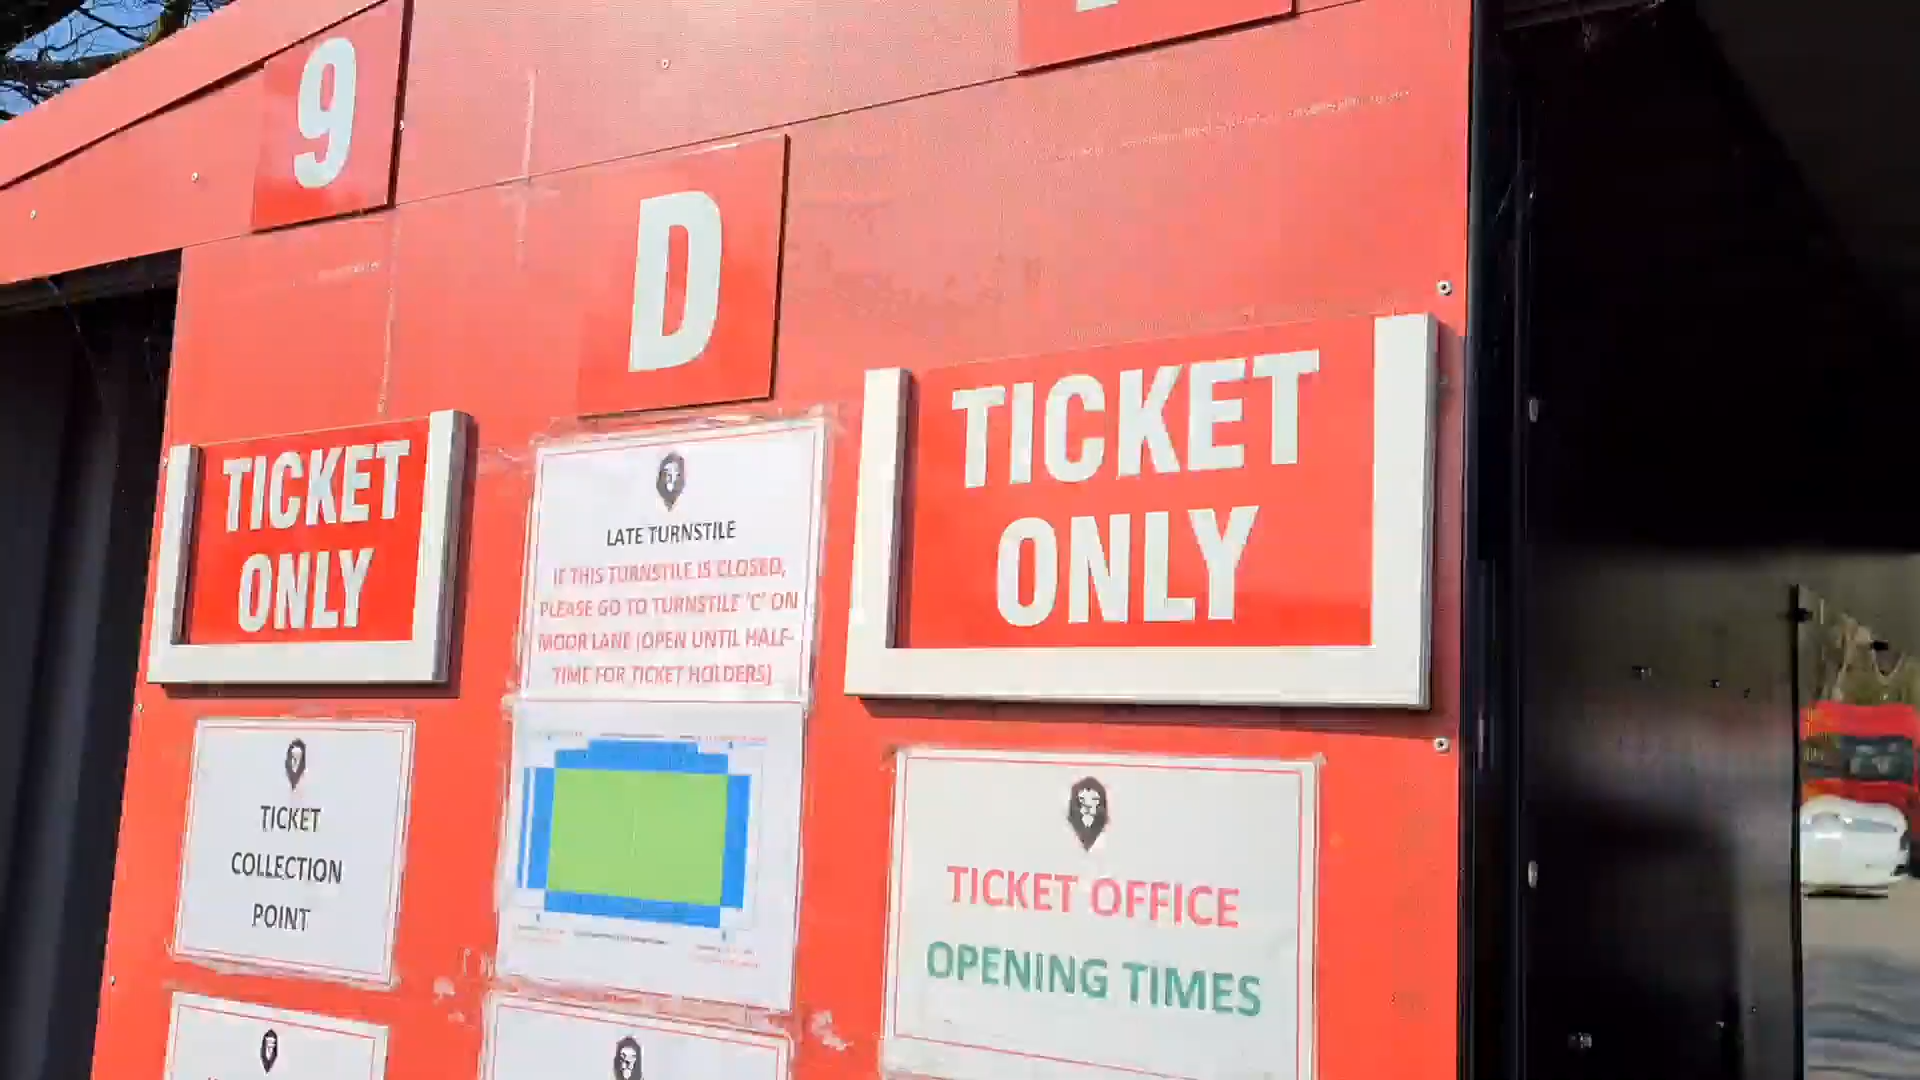 9
D
TICKET
ONLY
TICKET
ONLY
LATE TURNSTILE
IF THIS TURNSTILE IS CLOSED,
PLEASE GO TO TURNSTILE 'C' ON
MOOR LANE (OPEN UNTIL HALF-
TIME FOR TICKET HOLDERS)
TICKET
COLLECTION
POINT
TICKET OFFICE
OPENING TIMES